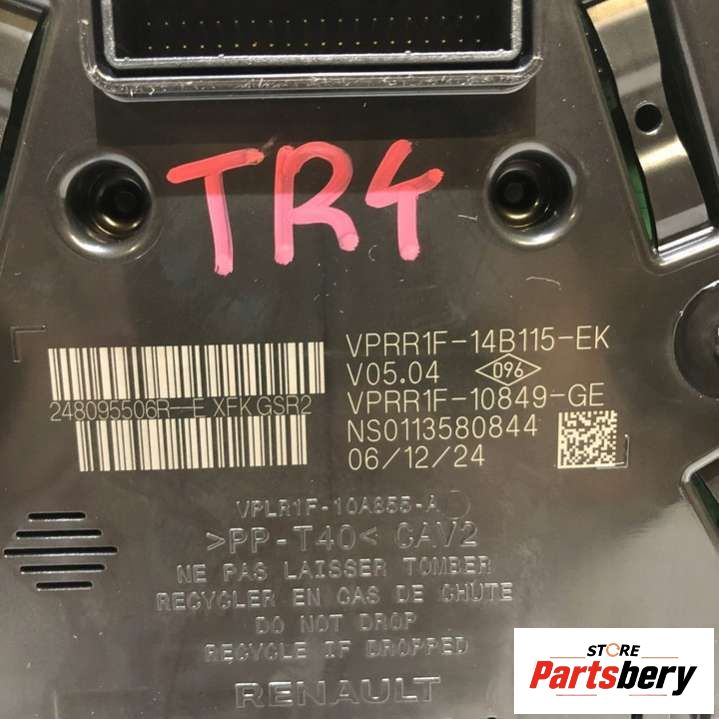 TR4
VPRR1F-14B115-EK
V05.04 096
248095506R--E XFKGSR2
VPRR1F-10849-GE
NS0113580844
06/12/24
VPLR1F-10A855-A
>PP-T40< CAV2
NE PAS LAISSER TOMBER
RECYCLER EN CAS DE CHUTE
DO NOT DROP
RECYCLE IF DROPPED
RENAULT
STORE
Partsbery